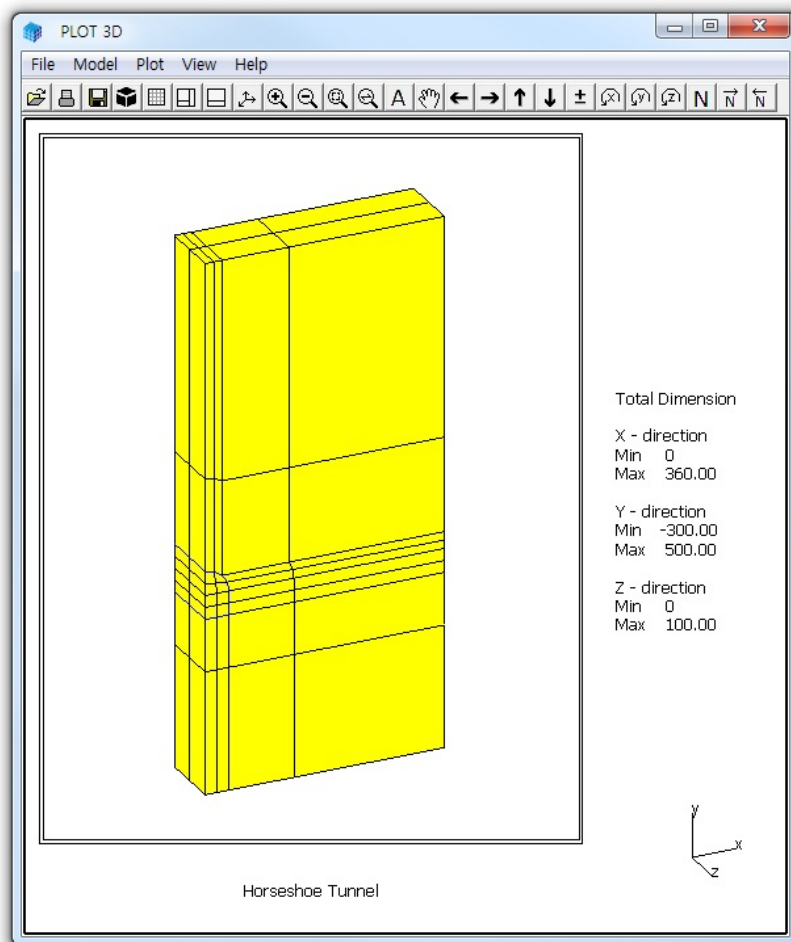 PLOT 3D
File Model Plot View Help
A
±
x y z N N N
Total Dimension
X - direction
Min 0
Max 360.00
Y - direction
Min -300.00
Max 500.00
Z - direction
Min 0
Max 100.00
y
x
z
Horseshoe Tunnel